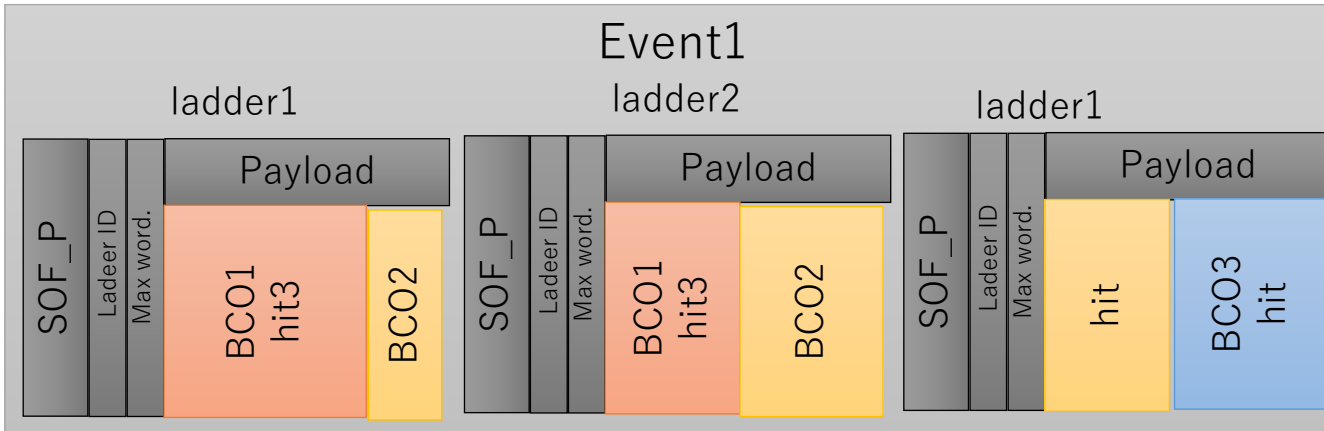 Event1
ladder1
SOF_P
Ladeer ID
Max word.
Payload
BCO1
hit3
BCO2
ladder2
SOF_P
Ladeer ID
Max word.
Payload
BCO1
hit3
BCO2
ladder1
SOF_P
Ladeer ID
Max word.
Payload
hit
BCO3
hit